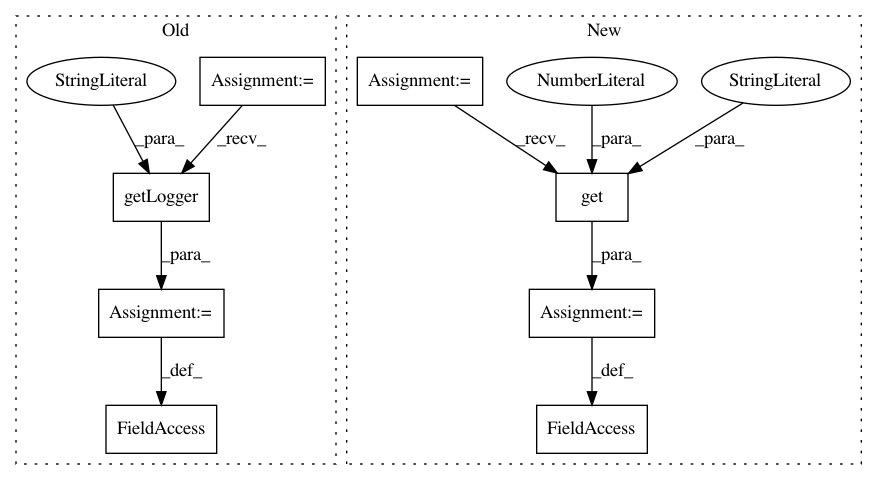 Old
New
StringLiteral
Assignment:=
Assignment:=
NumberLiteral
StringLiteral
_para_
_recv_
_recv_
_para_
_para_
getLogger
get
_para_
_para_
Assignment:=
Assignment:=
_def_
_def_
FieldAccess
FieldAccess